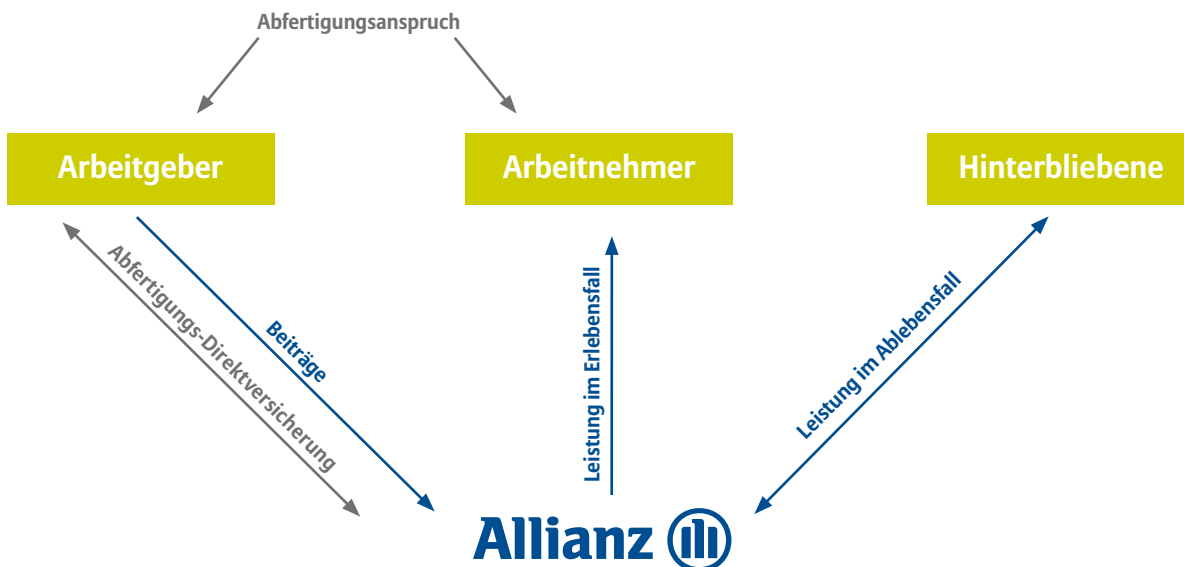 Abfertigungsanspruch
Arbeitgeber
Arbeitnehmer
Hinterbliebene
Abfertigungs-Direktversicherung
Beiträge
Leistung im Erlebensfall
Leistung im Ablebensfall
Allianz